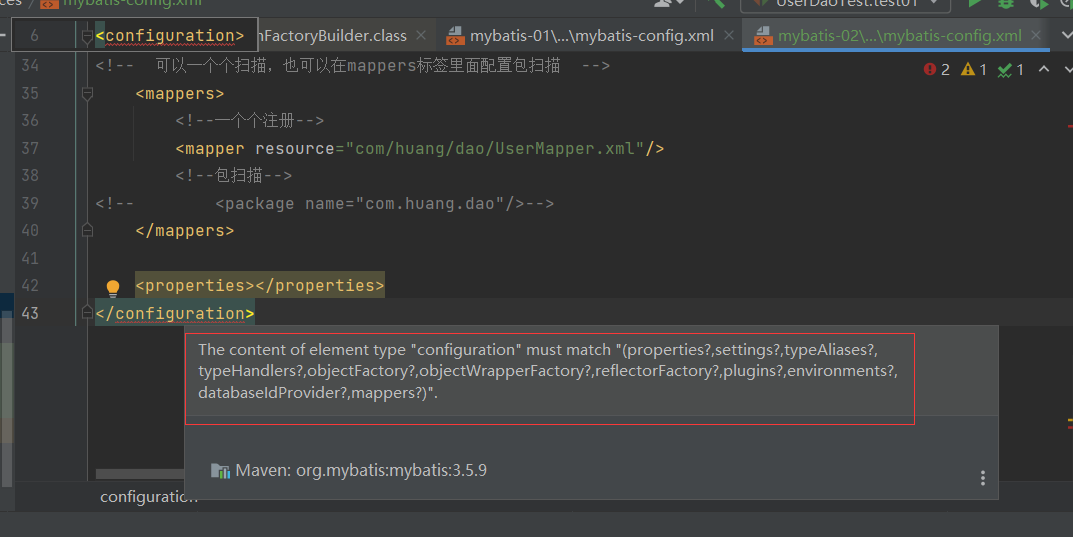 ces
mybatis-config.xml
UserDaoTest.test01
6 <configuration>
nFactoryBuilder.class
mybatis-01\...\mybatis-config.xml
mybatis-02\...\mybatis-config.xml
2 1 1
34 <!-- 可以一个个扫描，也可以在mappers标签里面配置包扫描 -->
35 <mappers>
36 <!--一个个注册-->
37 <mapper resource="com/huang/dao/UserMapper.xml"/>
38 <!--包扫描-->
39 <!-- <package name="com.huang.dao"/>-->
40 </mappers>
41
42 <properties></properties>
43 </configuration>
The content of element type "configuration" must match "(properties?,settings?,typeAliases?,
typeHandlers?,objectFactory?,objectWrapperFactory?,reflectorFactory?,plugins?,environments?,
databaseIdProvider?,mappers?)".
Maven: org.mybatis:mybatis:3.5.9
configuration